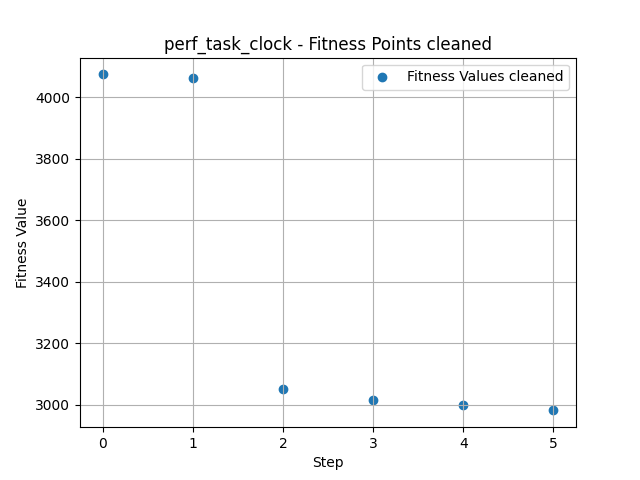 perf_task_clock - Fitness Points cleaned
Fitness Values cleaned
4000
3800
3600
3400
3200
3000
Fitness Value
0 1 2 3 4 5
Step